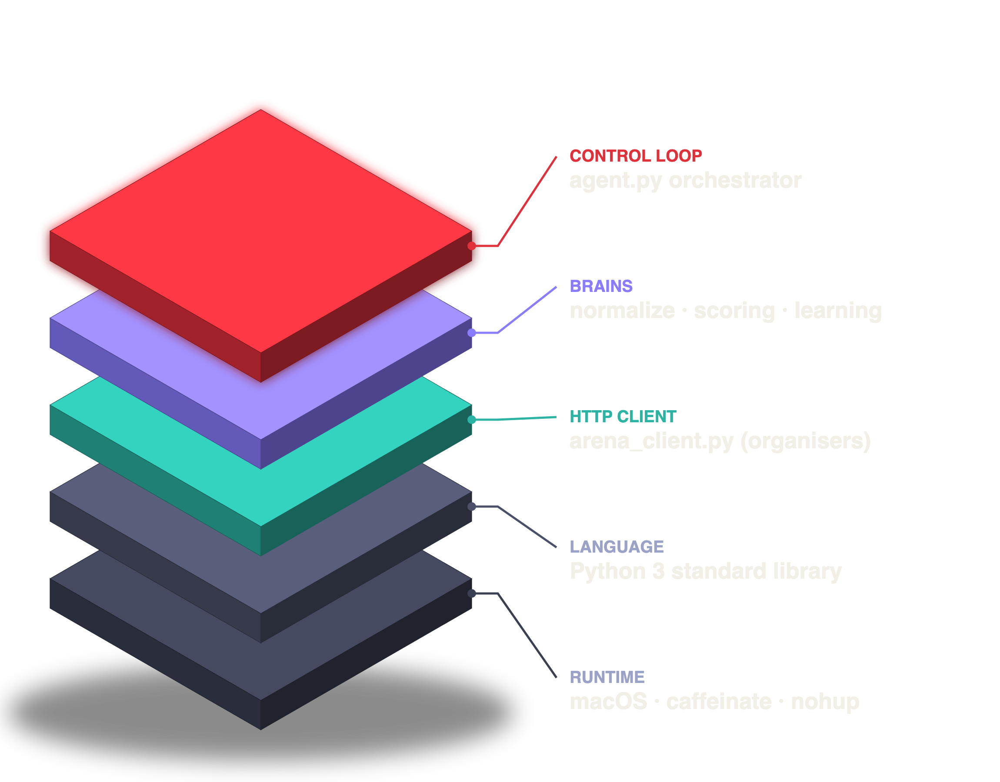 CONTROL LOOP
agent.py orchestrator
BRAINS
normalize · scoring · learning
HTTP CLIENT
arena_client.py (organisers)
LANGUAGE
Python 3 standard library
RUNTIME
macOS · caffeinate · nohup